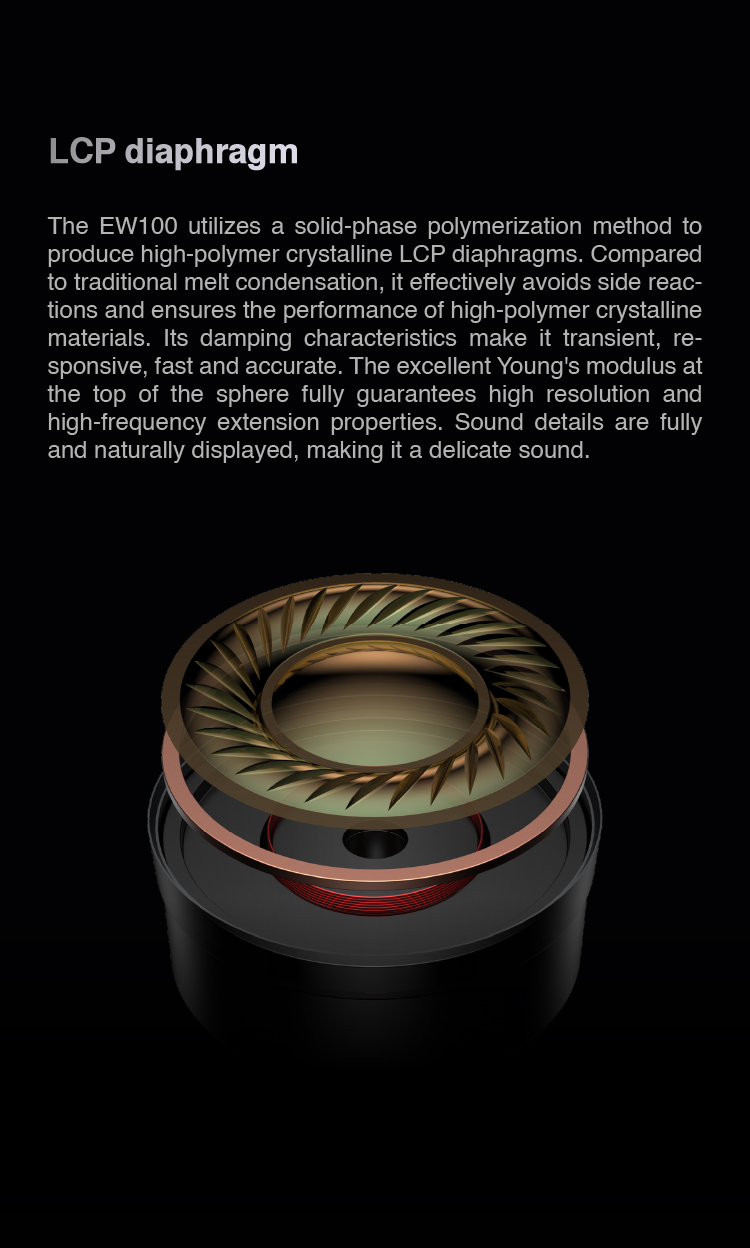 LCP diaphragm
The EW100 utilizes a solid-phase polymerization method to
produce high-polymer crystalline LCP diaphragms. Compared
to traditional melt condensation, it effectively avoids side reac-
tions and ensures the performance of high-polymer crystalline
materials. Its damping characteristics make it transient, re-
sponsive, fast and accurate. The excellent Young's modulus at
the top of the sphere fully guarantees high resolution and
high-frequency extension properties. Sound details are fully
and naturally displayed, making it a delicate sound.